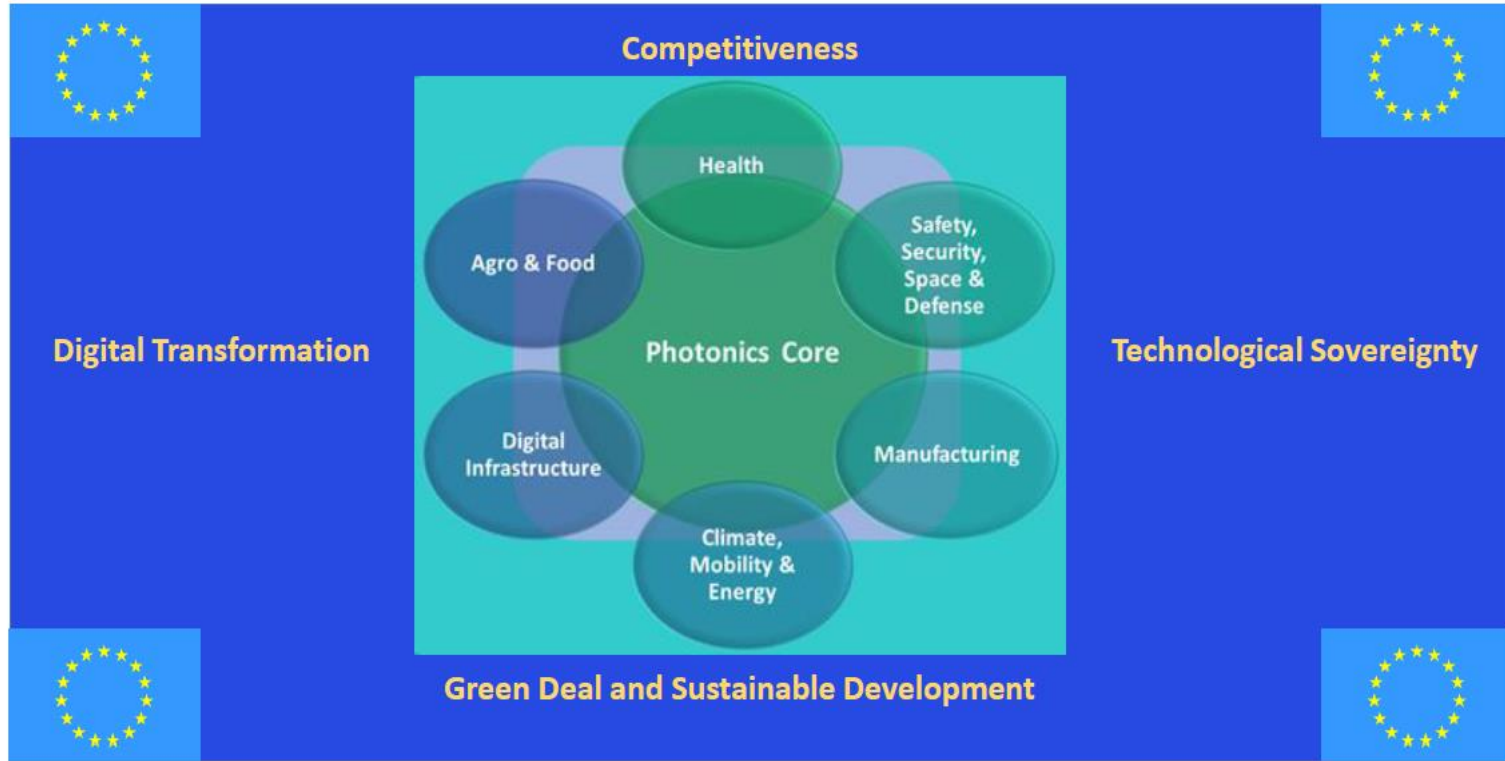 Competitiveness
Health
Agro & Food
Safety,
Security,
Space &
Defense
Digital Transformation
Photonics Core
Technological Sovereignty
Digital
Infrastructure
Manufacturing
Climate,
Mobility &
Energy
Green Deal and Sustainable Development